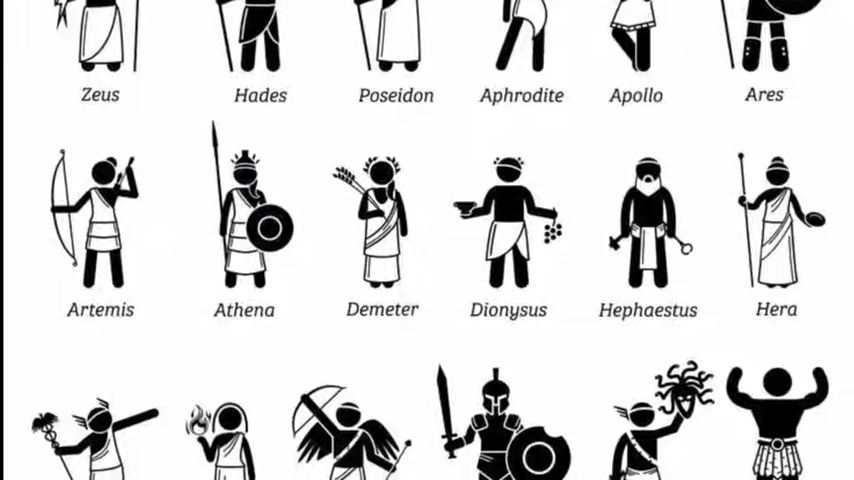 Zeus Hades Poseidon Aphrodite Apollo Ares
Artemis Athena Demeter Dionysus Hephaestus Hera